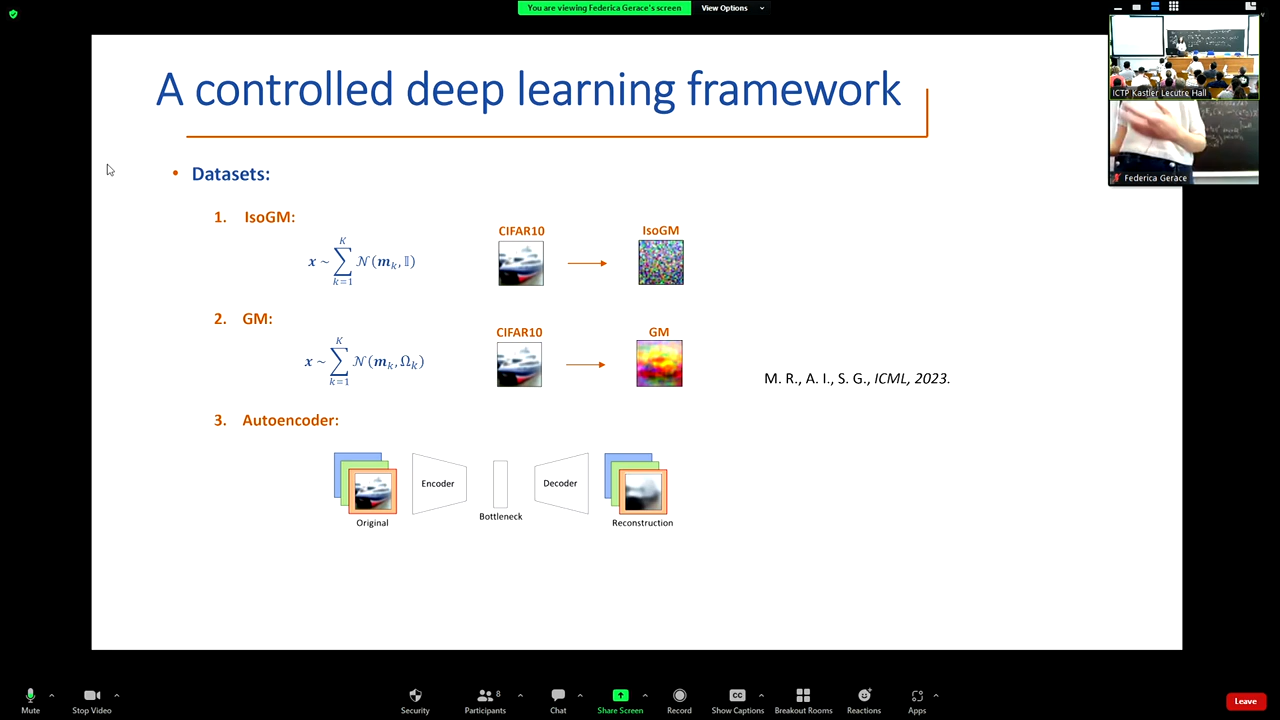 You are viewing Federica Gerace's screen
View Options
A controlled deep learning framework
ICTP Kastler Lecutre Hall
Federica Gerace
• Datasets:
1. IsoGM:
x ~ ∑_{k=1}^{K} 𝒩(m_k, 𝕀)
CIFAR10
IsoGM
2. GM:
x ~ ∑_{k=1}^{K} 𝒩(m_k, Ω_k)
CIFAR10
GM
M. R., A. I., S. G., ICML, 2023.
3. Autoencoder:
Encoder
Decoder
Bottleneck
Original
Reconstruction
Mute
Stop Video
Security
Participants 8
Chat
Share Screen
Record
Show Captions
Breakout Rooms
Reactions
Apps
Leave